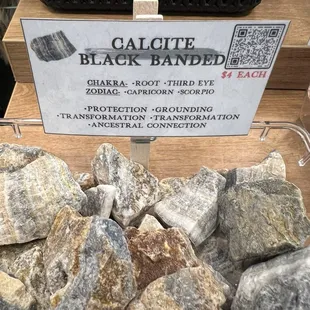 CALCITE
BLACK BANDED
$4 EACH
CHAKRA- •ROOT •THIRD EYE
ZODIAC- •CAPRICORN •SCORPIO
•PROTECTION •GROUNDING
•TRANSFORMATION •TRANSFORMATION
•ANCESTRAL CONNECTION